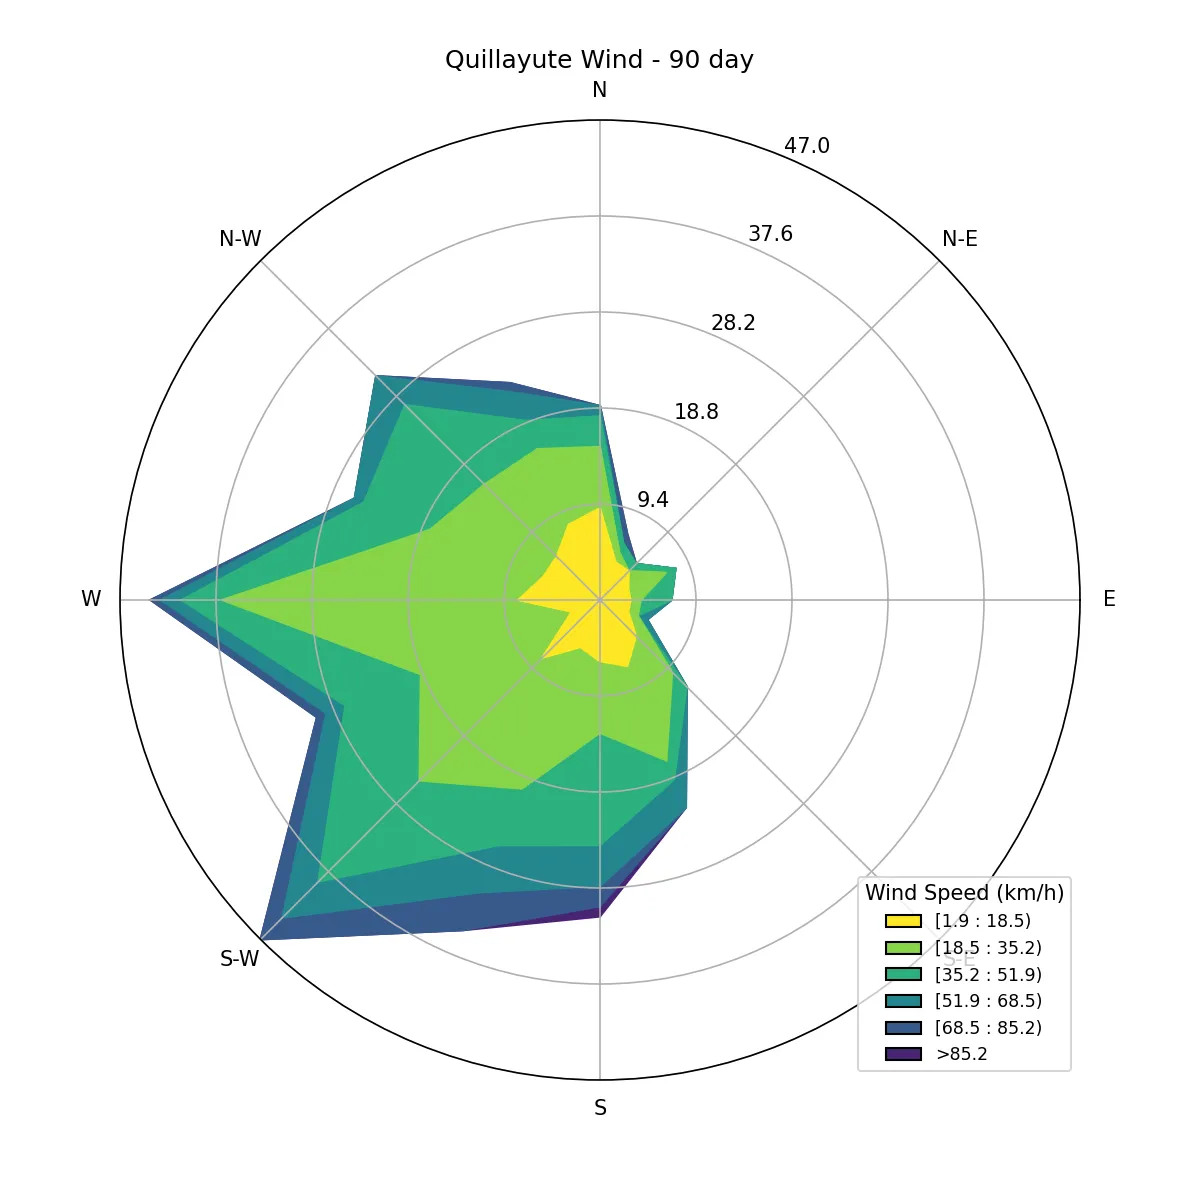 Quillayute Wind - 90 day
N
47.0
N-W
37.6
N-E
28.2
18.8
9.4
W
E
S-W
S-E
Wind Speed (km/h)
[1.9 : 18.5)
[18.5 : 35.2)
[35.2 : 51.9)
[51.9 : 68.5)
[68.5 : 85.2)
>85.2
S